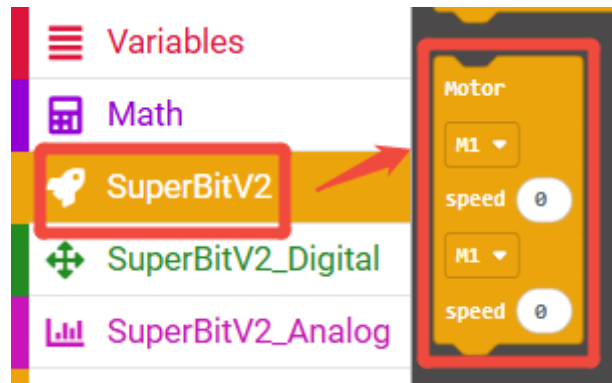 Variables
Math
SuperBitV2
SuperBitV2_Digital
SuperBitV2_Analog
Motor
M1
speed 0
M1
speed 0